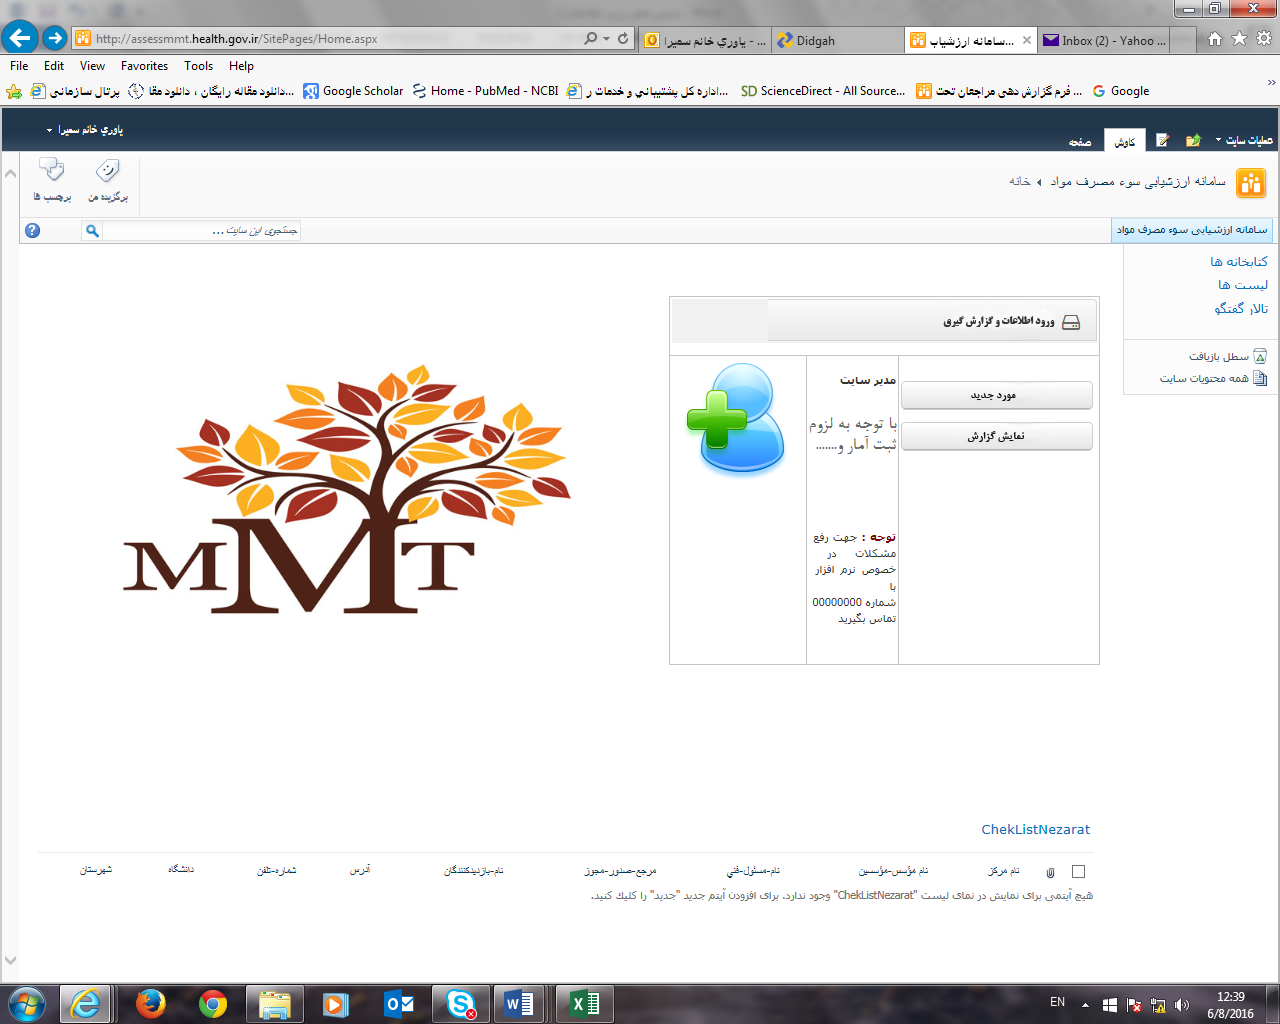 http://assessmmt.health.gov.ir/SitePages/Home.aspx
ياوري خانم سميرا - ...
Didgah
سامانه ارزشیاب...
Inbox (2) - Yahoo ...
File Edit View Favorites Tools Help
پرتال سازمانی
دانلود مقاله رایگان ، دانلود مقا...
Google Scholar
Home - PubMed - NCBI
اداره کل پشتیبانی و خدمات ر...
ScienceDirect - All Source...
فرم گزارش دهی مراجعان تحت ...
Google
عملیات سایت
کاوش
صفحه
ياوري خانم سميرا
سامانه ارزشیابی سوء مصرف مواد
خانه
برگزیده من
برچسب ها
سامانه ارزشیابی سوء مصرف مواد
جستجوی این سایت...
کتابخانه ها
لیست ها
تالار گفتگو
سطل بازیافت
همه محتویات سایت
ورود اطلاعات و گزارش گیری
مورد جدید
نمایش گزارش
مدیر سایت
با توجه به لزوم
ثبت آمار و.......
توجه : جهت رفع
مشکلات در
خصوص نرم افزار
با
شماره 00000000
تماس بگیرید
MMT
ChekListNezarat
نام مرکز
نام مؤسس-مؤسسین
نام-مسئول-فني
مرجع-صدور-مجوز
نام-بازدیدکنندگان
آدرس
شماره-تلفن
دانشگاه
شهرستان
هیچ آیتمی برای نمایش در نمای لیست "ChekListNezarat" وجود ندارد. برای افزودن آیتم جدید "جدید" را کلیك کنید.
EN
12:39
6/8/2016